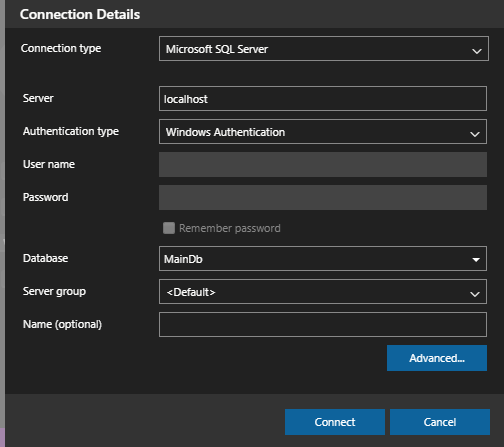 Connection Details
Connection type Microsoft SQL Server
Server localhost
Authentication type Windows Authentication
User name
Password
Remember password
Database MainDb
Server group <Default>
Name (optional)
Advanced...
Connect Cancel